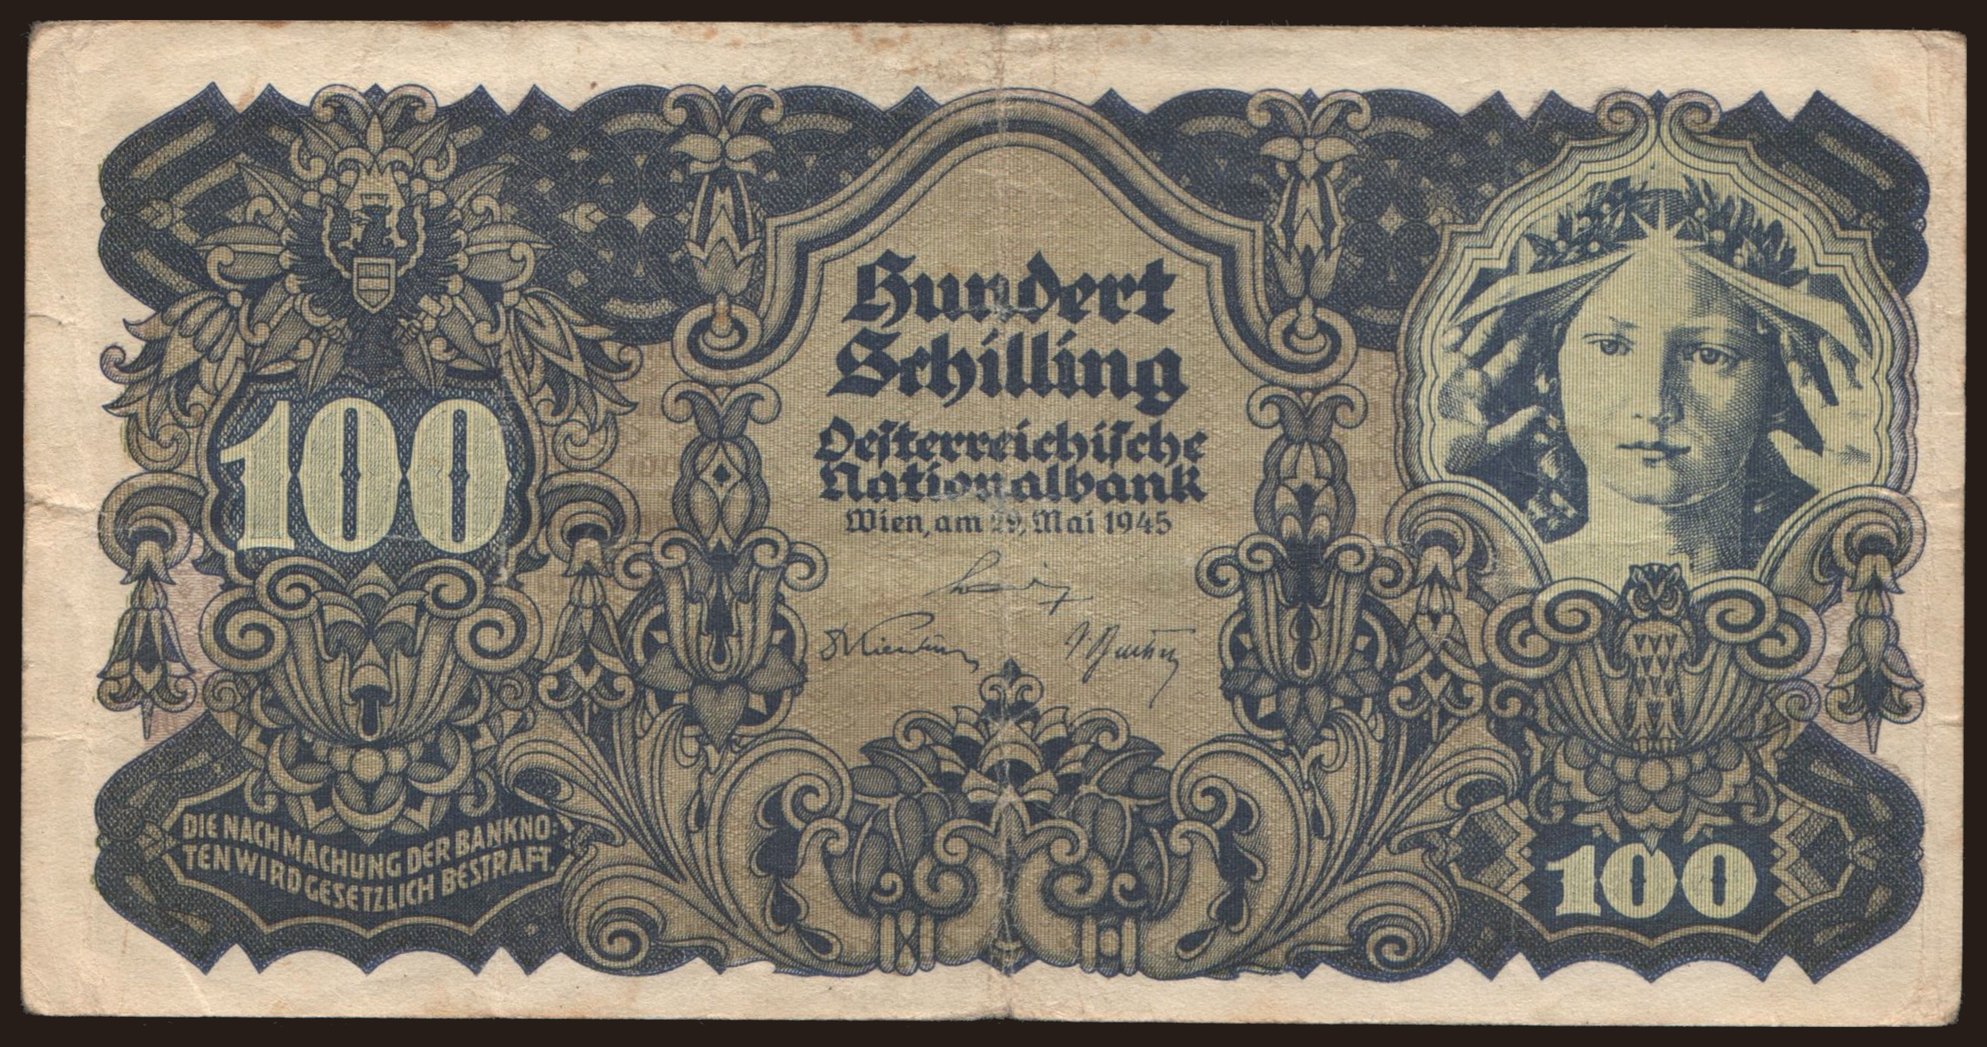 Hundert
Schilling
Oesterreichische
Nationalbank
Wien, am 29. Mai 1945
100
DIE NACHMACHUNG DER BANKNO-
TEN WIRD GESETZLICH BESTRAFT.
100